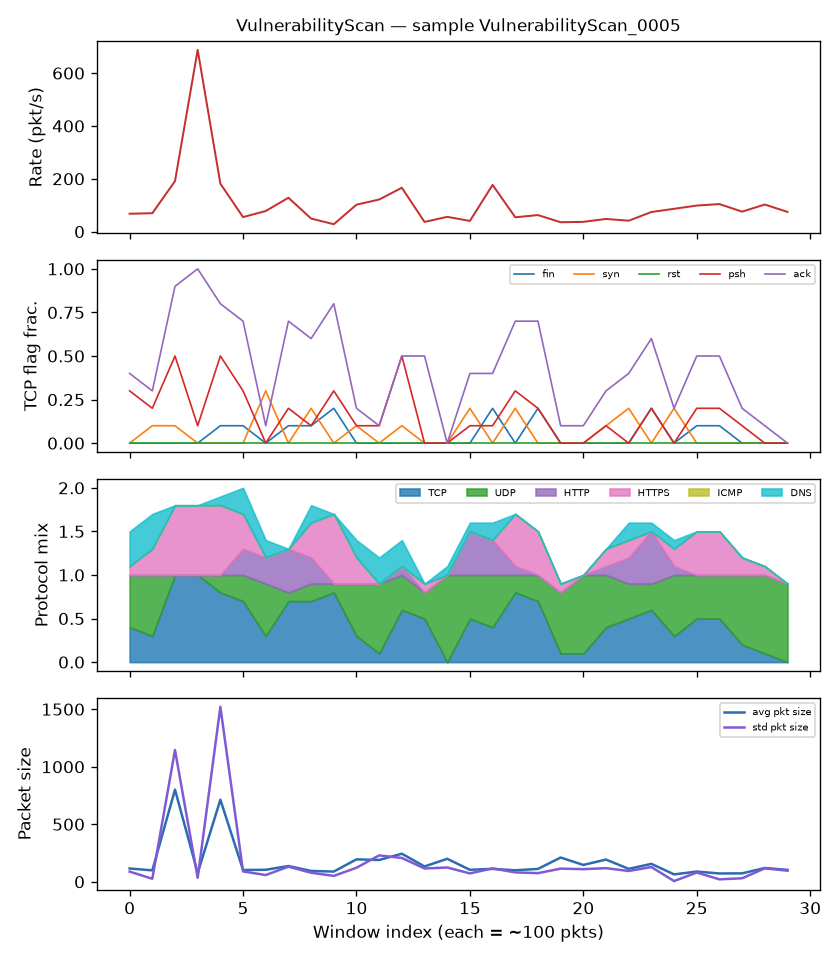 VulnerabilityScan — sample VulnerabilityScan_0005
Rate (pkt/s)
600
400
200
0
TCP flag frac.
1.00
0.75
0.50
0.25
0.00
fin syn rst psh ack
Protocol mix
2.0
1.5
1.0
0.5
0.0
TCP UDP HTTP HTTPS ICMP DNS
Packet size
1500
1000
500
0
avg pkt size
std pkt size
0 5 10 15 20 25 30
Window index (each = ~100 pkts)